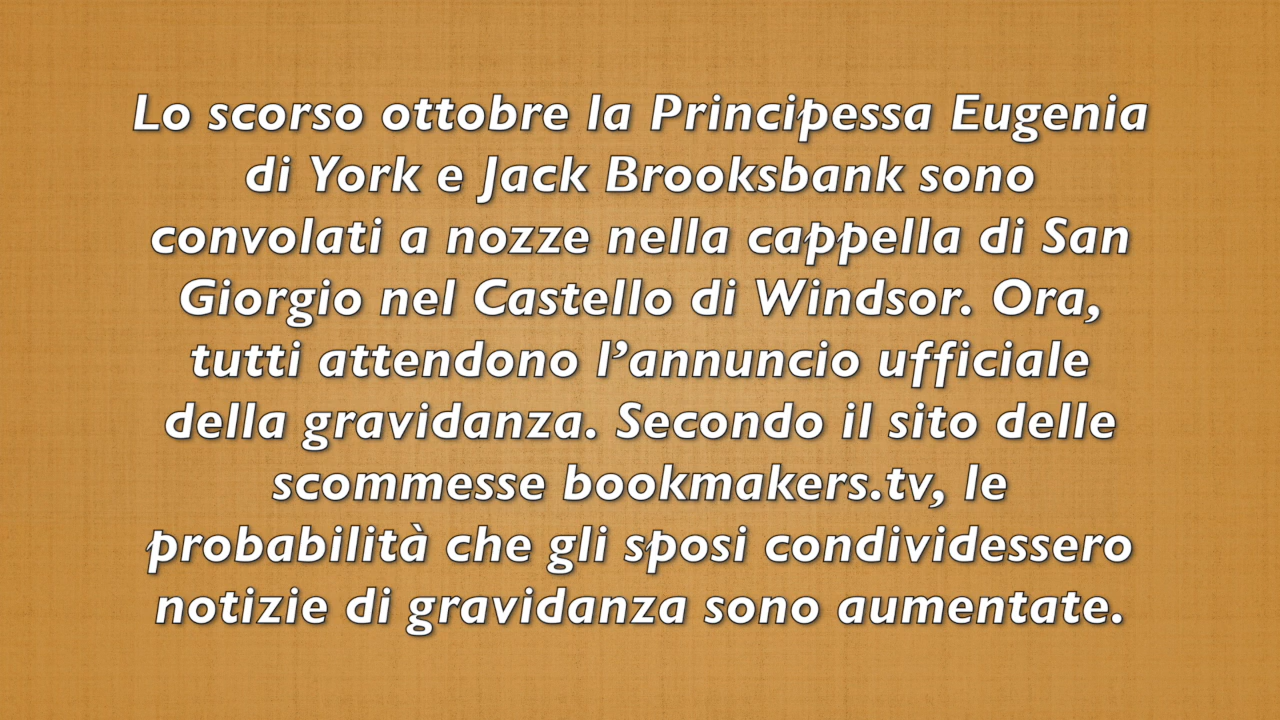 Lo scorso ottobre la Principessa Eugenia
di York e Jack Brooksbank sono
convolati a nozze nella cappella di San
Giorgio nel Castello di Windsor. Ora,
tutti attendono l’annuncio ufficiale
della gravidanza. Secondo il sito delle
scommesse bookmakers.tv, le
probabilità che gli sposi condividessero
notizie di gravidanza sono aumentate.